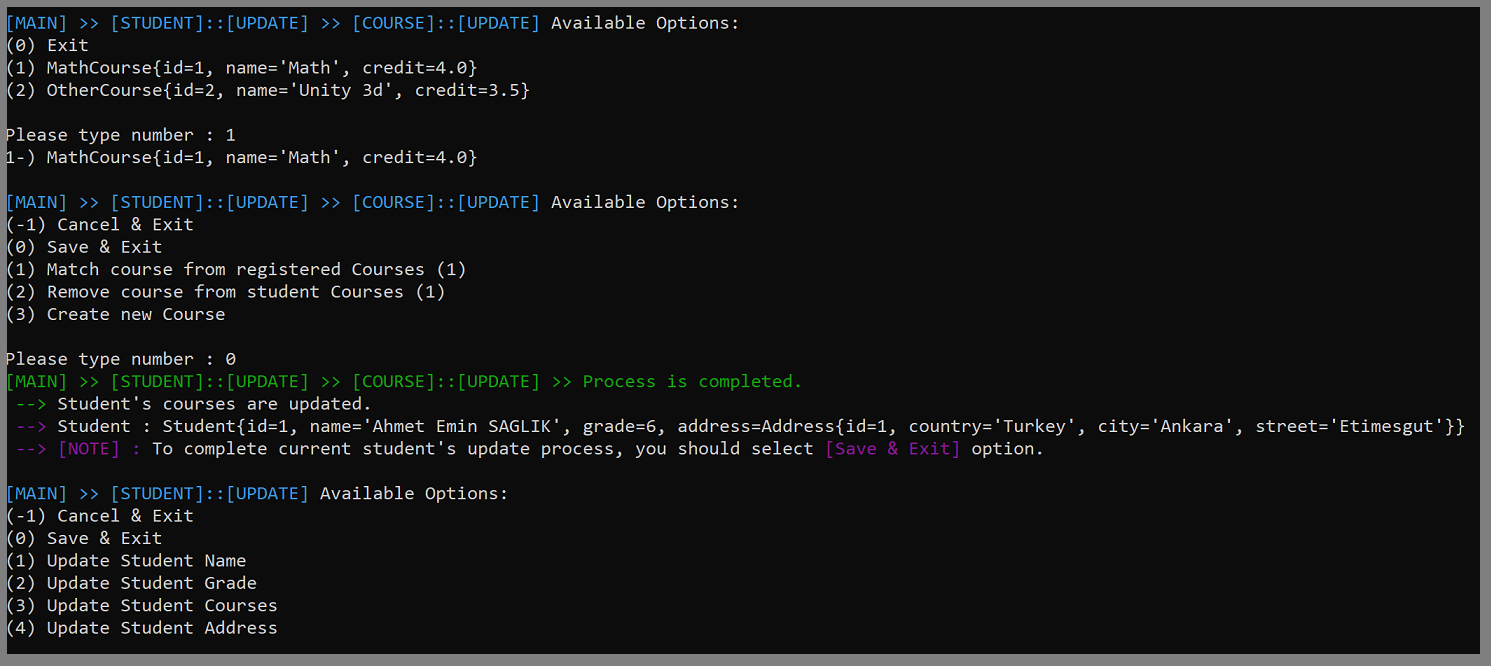 [MAIN] >> [STUDENT]::[UPDATE] >> [COURSE]::[UPDATE] Available Options:
(0) Exit
(1) MathCourse{id=1, name='Math', credit=4.0}
(2) OtherCourse{id=2, name='Unity 3d', credit=3.5}
Please type number : 1
1-) MathCourse{id=1, name='Math', credit=4.0}
[MAIN] >> [STUDENT]::[UPDATE] >> [COURSE]::[UPDATE] Available Options:
(-1) Cancel & Exit
(0) Save & Exit
(1) Match course from registered Courses (1)
(2) Remove course from student Courses (1)
(3) Create new Course
Please type number : 0
[MAIN] >> [STUDENT]::[UPDATE] >> [COURSE]::[UPDATE] >> Process is completed.
--> Student's courses are updated.
--> Student : Student{id=1, name='Ahmet Emin SAGLIK', grade=6, address=Address{id=1, country='Turkey', city='Ankara', street='Etimesgut'}}
--> [NOTE] : To complete current student's update process, you should select [Save & Exit] option.
[MAIN] >> [STUDENT]::[UPDATE] Available Options:
(-1) Cancel & Exit
(0) Save & Exit
(1) Update Student Name
(2) Update Student Grade
(3) Update Student Courses
(4) Update Student Address